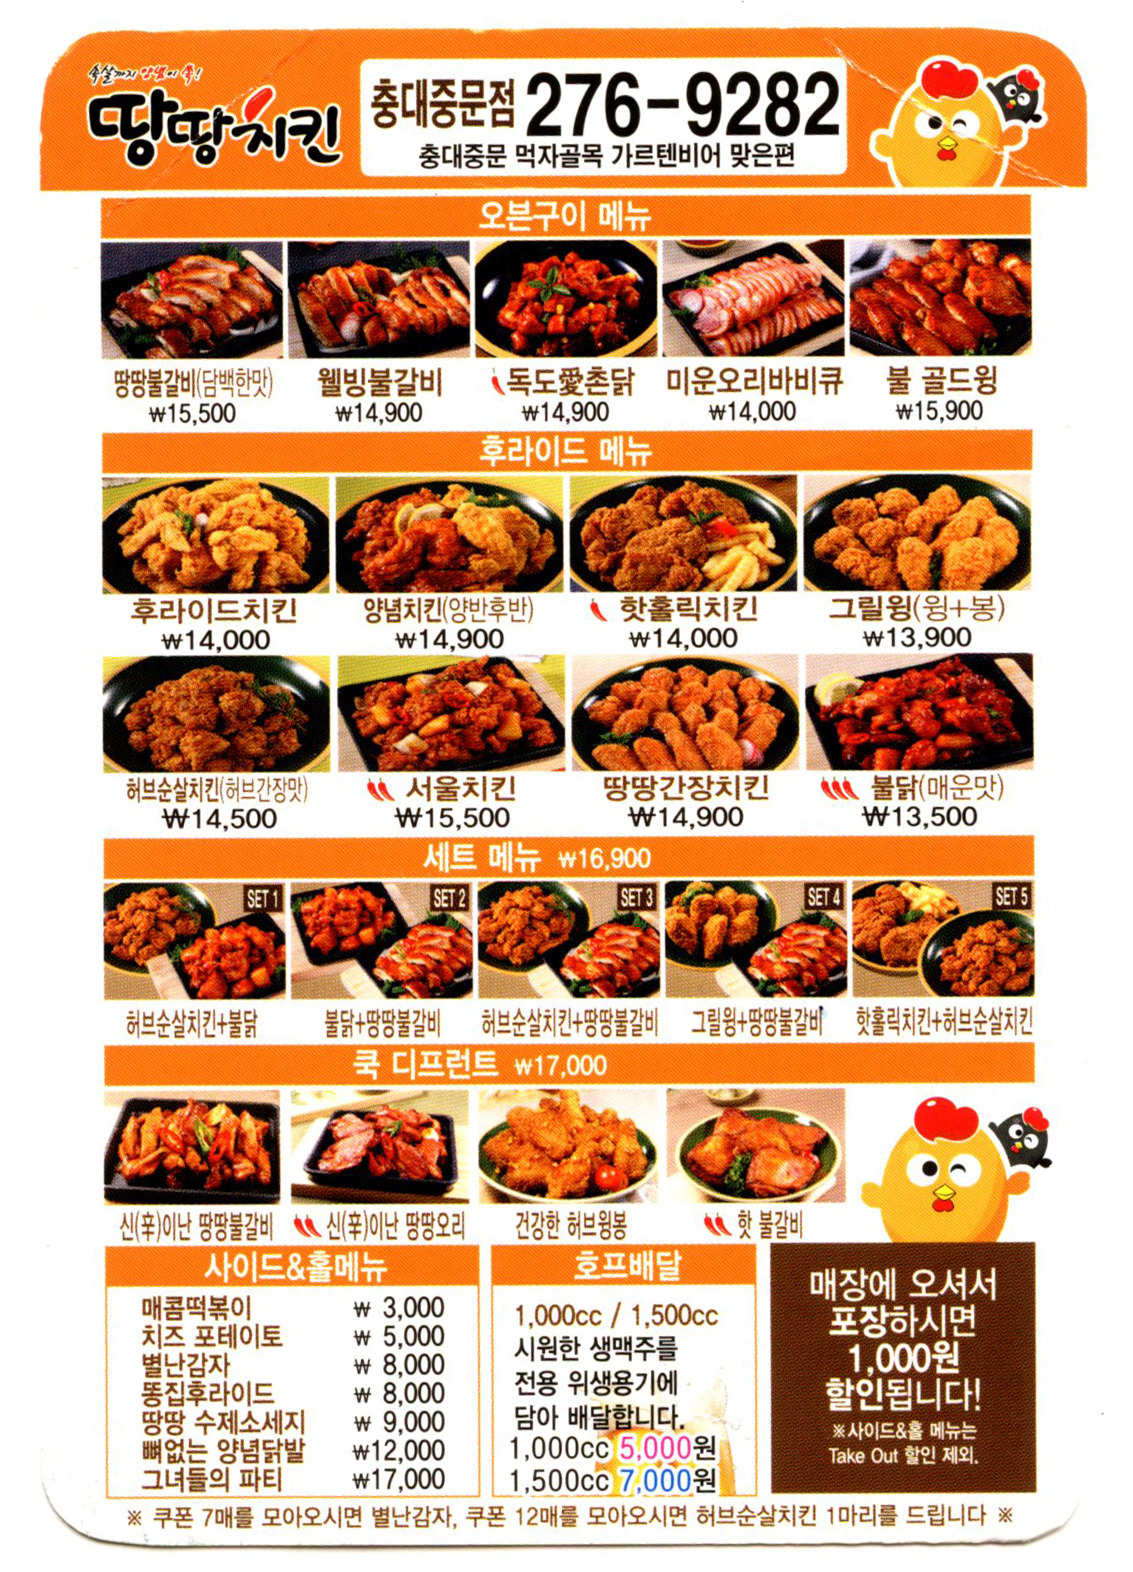 속살까지 양념이 쏙!
땅땅치킨
충대중문점 276-9282
충대중문 먹자골목 가르텐비어 맞은편
오븐구이 메뉴
땅땅불갈비(담백한맛) 웰빙불갈비 독도愛촌닭 미운오리바비큐 불 골드윙
₩15,500 ₩14,900 ₩14,900 ₩14,000 ₩15,900
후라이드 메뉴
후라이드치킨 양념치킨(양반후반) 핫홀릭치킨 그릴윙(윙+봉)
₩14,000 ₩14,900 ₩14,000 ₩13,900
허브순살치킨(허브간장맛) 서울치킨 땅땅간장치킨 불닭(매운맛)
₩14,500 ₩15,500 ₩14,900 ₩13,500
세트 메뉴 ₩16,900
SET 1 SET 2 SET 3 SET 4 SET 5
허브순살치킨+불닭 불닭+땅땅불갈비 허브순살치킨+땅땅불갈비 그릴윙+땅땅불갈비 핫홀릭치킨+허브순살치킨
쿡 디프런트 ₩17,000
신(辛)이난 땅땅불갈비 신(辛)이난 땅땅오리 건강한 허브윙봉 핫 불갈비
사이드&홀메뉴
매콤떡볶이 ₩ 3,000
치즈 포테이토 ₩ 5,000
별난감자 ₩ 8,000
똥집후라이드 ₩ 8,000
땅땅 수제소세지 ₩ 9,000
뼈없는 양념닭발 ₩12,000
그녀들의 파티 ₩17,000
호프배달
1,000cc / 1,500cc
시원한 생맥주를
전용 위생용기에
담아 배달합니다.
1,000cc 5,000원
1,500cc 7,000원
매장에 오셔서
포장하시면
1,000원
할인됩니다!
※사이드&홀 메뉴는
Take Out 할인 제외.
※ 쿠폰 7매를 모아오시면 별난감자, 쿠폰 12매를 모아오시면 허브순살치킨 1마리를 드립니다 ※